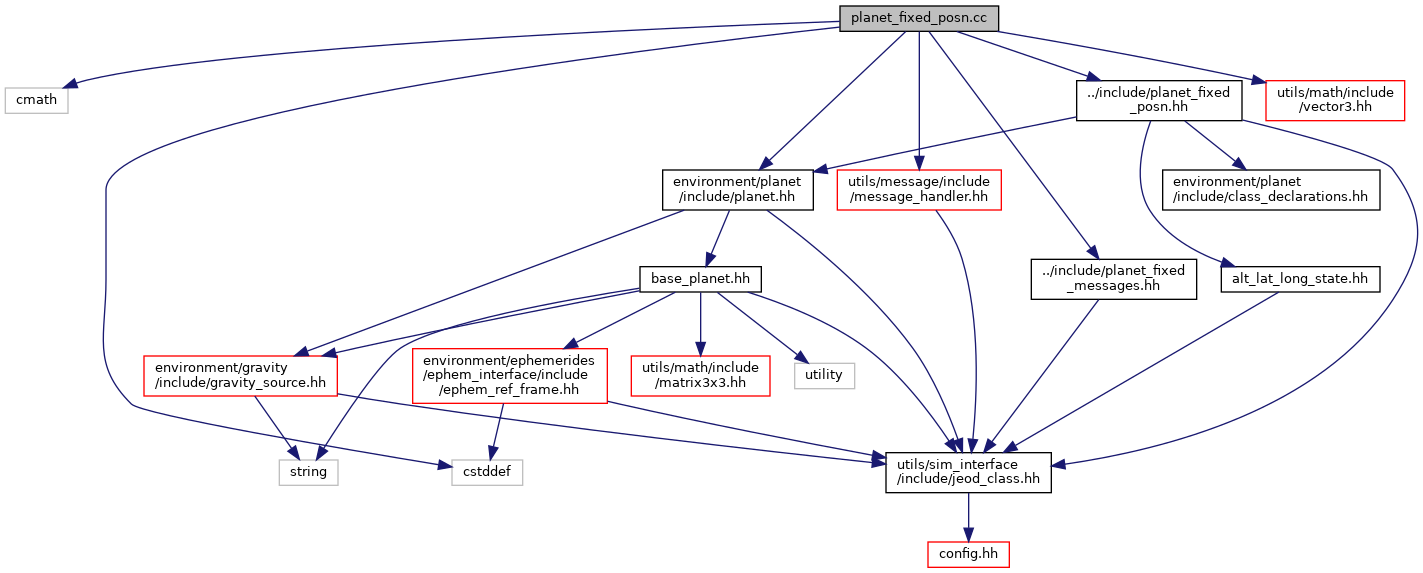 planet_fixed_posn.cc
cmath
../include/planet_fixed
_posn.hh
utils/math/include
/vector3.hh
environment/planet
/include/planet.hh
utils/message/include
/message_handler.hh
environment/planet
/include/class_declarations.hh
base_planet.hh
../include/planet_fixed
_messages.hh
alt_lat_long_state.hh
environment/gravity
/include/gravity_source.hh
environment/ephemerides
/ephem_interface/include
/ephem_ref_frame.hh
utils/math/include
/matrix3x3.hh
utility
string
cstddef
utils/sim_interface
/include/jeod_class.hh
config.hh